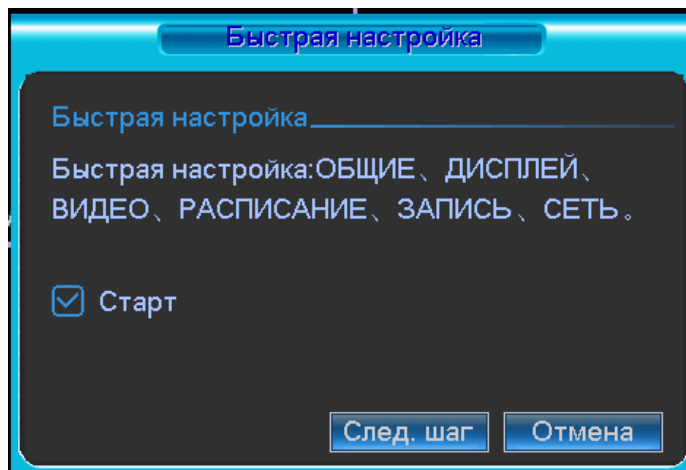 Быстрая настройка
Быстрая настройка
Быстрая настройка:ОБЩИЕ、ДИСПЛЕЙ、
ВИДЕО、РАСПИСАНИЕ、ЗАПИСЬ、СЕТЬ。
Старт
След. шаг Отмена